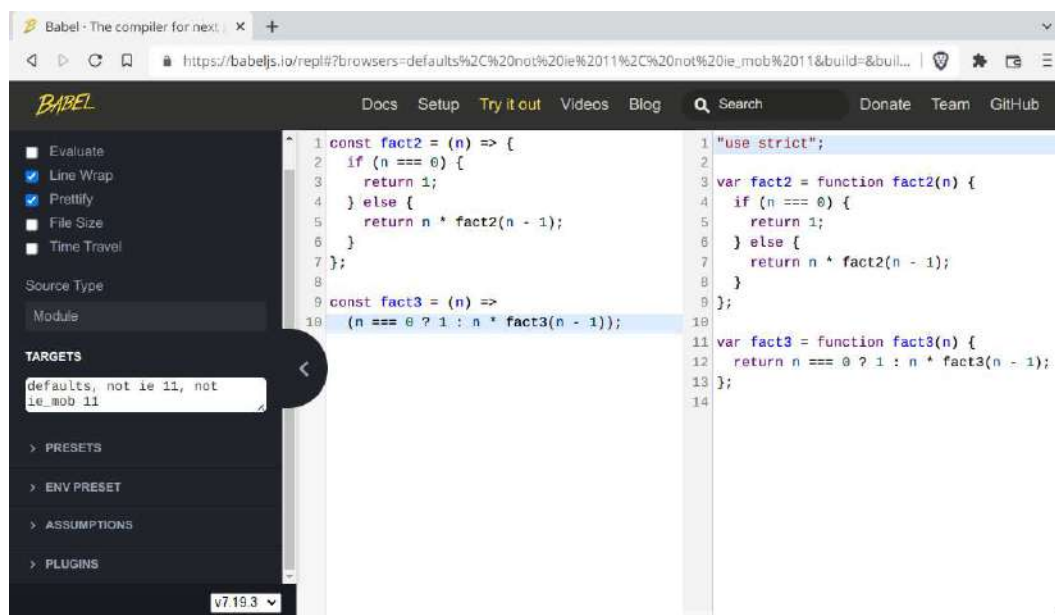 Babel - The compiler for next
https://babeljs.io/repl#?browsers=defaults%2C%20not%20ie%2011%2C%20not%20ie_mob%2011&build=&buil...
BABEL
Docs Setup Try it out Videos Blog Search Donate Team GitHub
Evaluate
Line Wrap
Prettify
File Size
Time Travel
Source Type
Module
TARGETS
defaults, not ie 11, not
ie_mob 11
PRESETS
ENV PRESET
ASSUMPTIONS
PLUGINS
v7.19.3
1 const fact2 = (n) => {
2   if (n === 0) {
3     return 1;
4   } else {
5     return n * fact2(n - 1);
6   }
7 };
8
9 const fact3 = (n) =>
10   (n === 0 ? 1 : n * fact3(n - 1));
1 "use strict";
2
3 var fact2 = function fact2(n) {
4   if (n === 0) {
5     return 1;
6   } else {
7     return n * fact2(n - 1);
8   }
9 };
10
11 var fact3 = function fact3(n) {
12   return n === 0 ? 1 : n * fact3(n - 1);
13 };
14